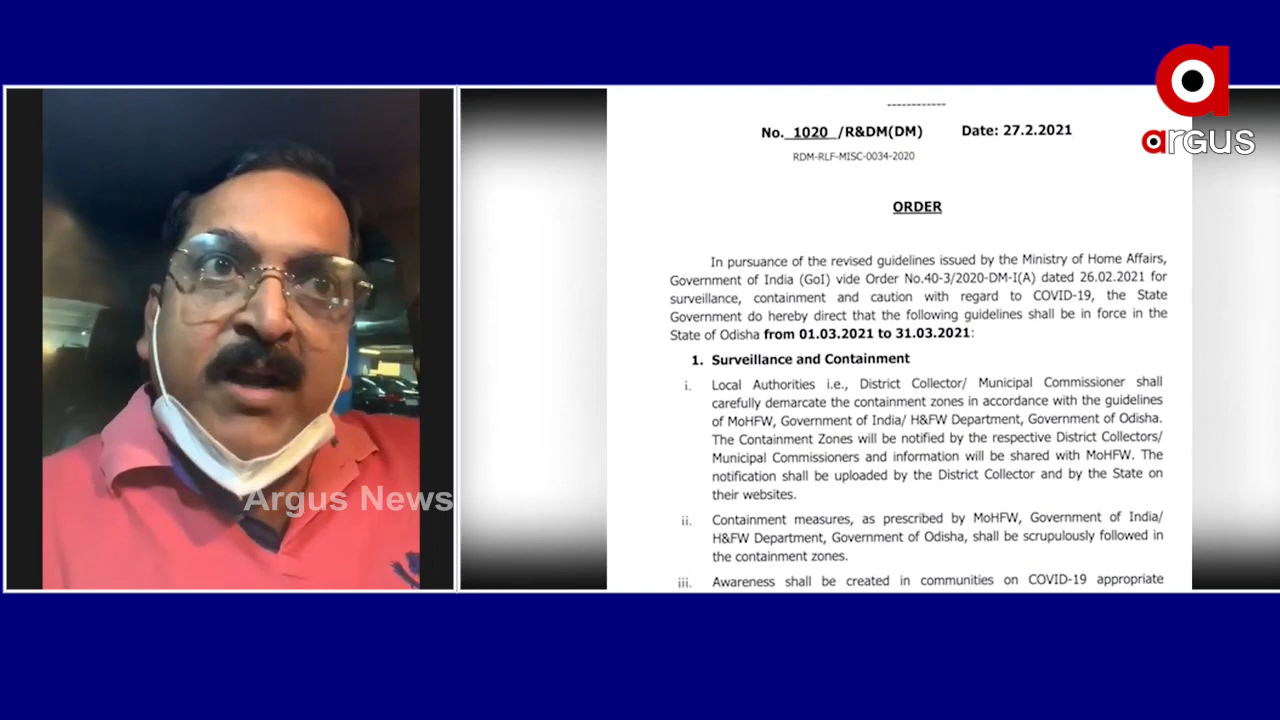 ------------
No. 1020 /R&DM(DM) Date: 27.2.2021
RDM-RLF-MISC-0034-2020
argus
ORDER
In pursuance of the revised guidelines issued by the Ministry of Home Affairs,
Government of India (GoI) vide Order No.40-3/2020-DM-I(A) dated 26.02.2021 for
surveillance, containment and caution with regard to COVID-19, the State
Government do hereby direct that the following guidelines shall be in force in the
State of Odisha from 01.03.2021 to 31.03.2021:
1. Surveillance and Containment
i. Local Authorities i.e., District Collector/ Municipal Commissioner shall
carefully demarcate the containment zones in accordance with the guidelines
of MoHFW, Government of India/ H&FW Department, Government of Odisha.
The Containment Zones will be notified by the respective District Collectors/
Municipal Commissioners and information will be shared with MoHFW. The
notification shall be uploaded by the District Collector and by the State on
their websites.
ii. Containment measures, as prescribed by MoHFW, Government of India/
H&FW Department, Government of Odisha, shall be scrupulously followed in
the containment zones.
iii. Awareness shall be created in communities on COVID-19 appropriate
Argus News